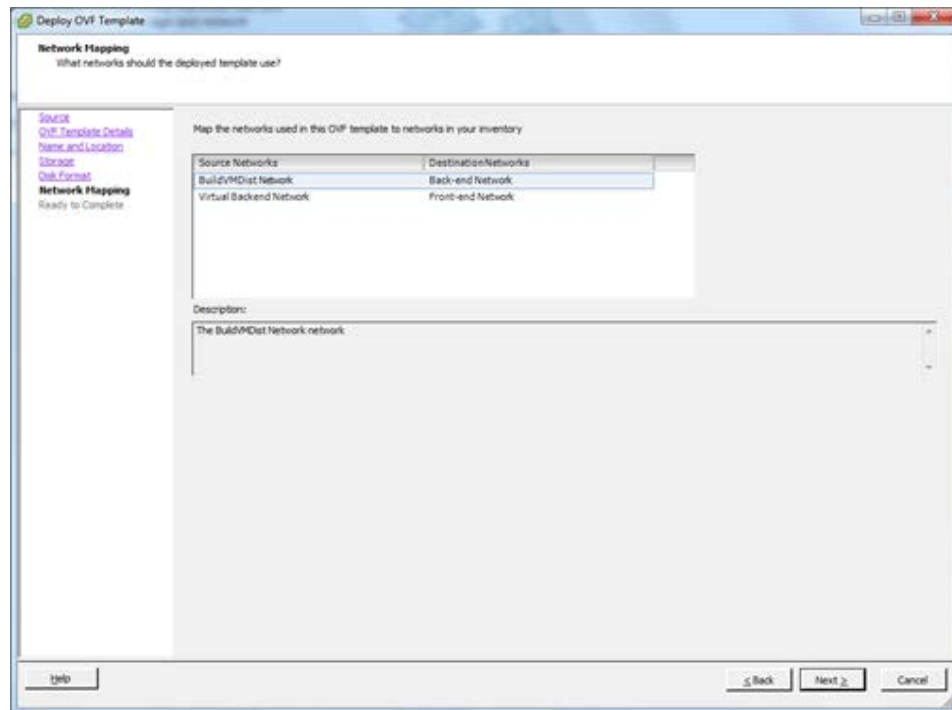 Deploy OVF Template
Network Mapping
What networks should the deployed template use?
Source
OVF Template Details
Name and Location
Storage
Disk Format
Network Mapping
Ready to Complete
Map the networks used in this OVF template to networks in your inventory
Source Networks Destination Networks
BuildVMDist Network Back-end Network
Virtual Backend Network Front-end Network
Description:
The BuildVMDist Network network
Help
< Back Next > Cancel